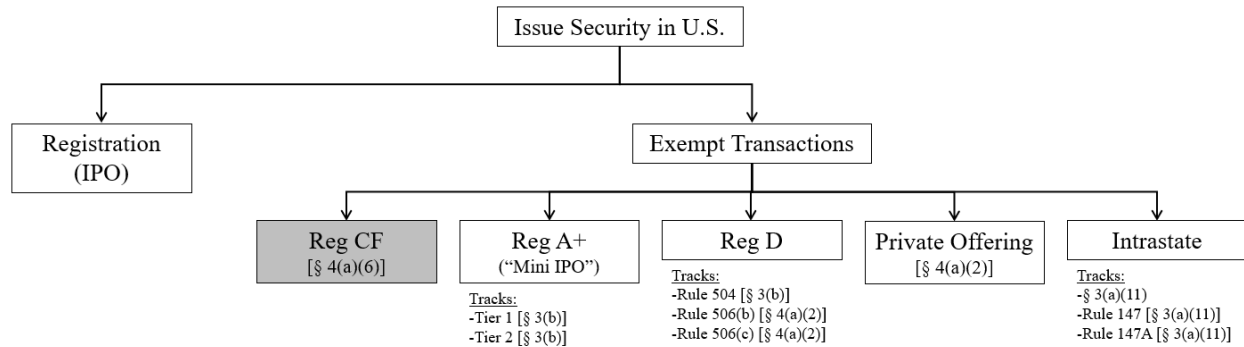 Issue Security in U.S.
Registration
(IPO)
Exempt Transactions
Reg CF
[§ 4(a)(6)]
Reg A+
(“Mini IPO”)
Tracks:
-Tier 1 [§ 3(b)]
-Tier 2 [§ 3(b)]
Reg D
Tracks:
-Rule 504 [§ 3(b)]
-Rule 506(b) [§ 4(a)(2)]
-Rule 506(c) [§ 4(a)(2)]
Private Offering
[§ 4(a)(2)]
Intrastate
Tracks:
-§ 3(a)(11)
-Rule 147 [§ 3(a)(11)]
-Rule 147A [§ 3(a)(11)]